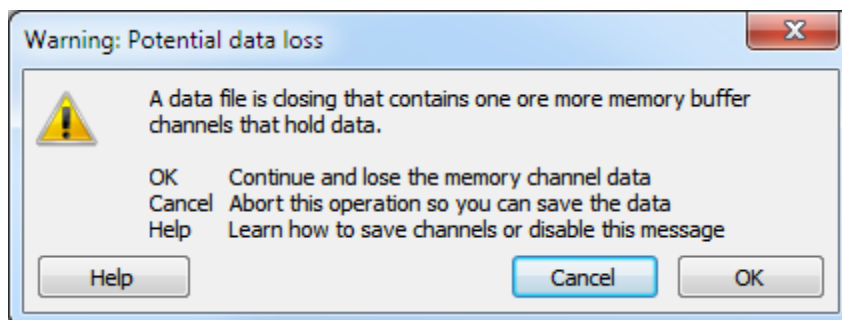 Warning: Potential data loss
A data file is closing that contains one ore more memory buffer
channels that hold data.
OK Continue and lose the memory channel data
Cancel Abort this operation so you can save the data
Help Learn how to save channels or disable this message
Help Cancel OK